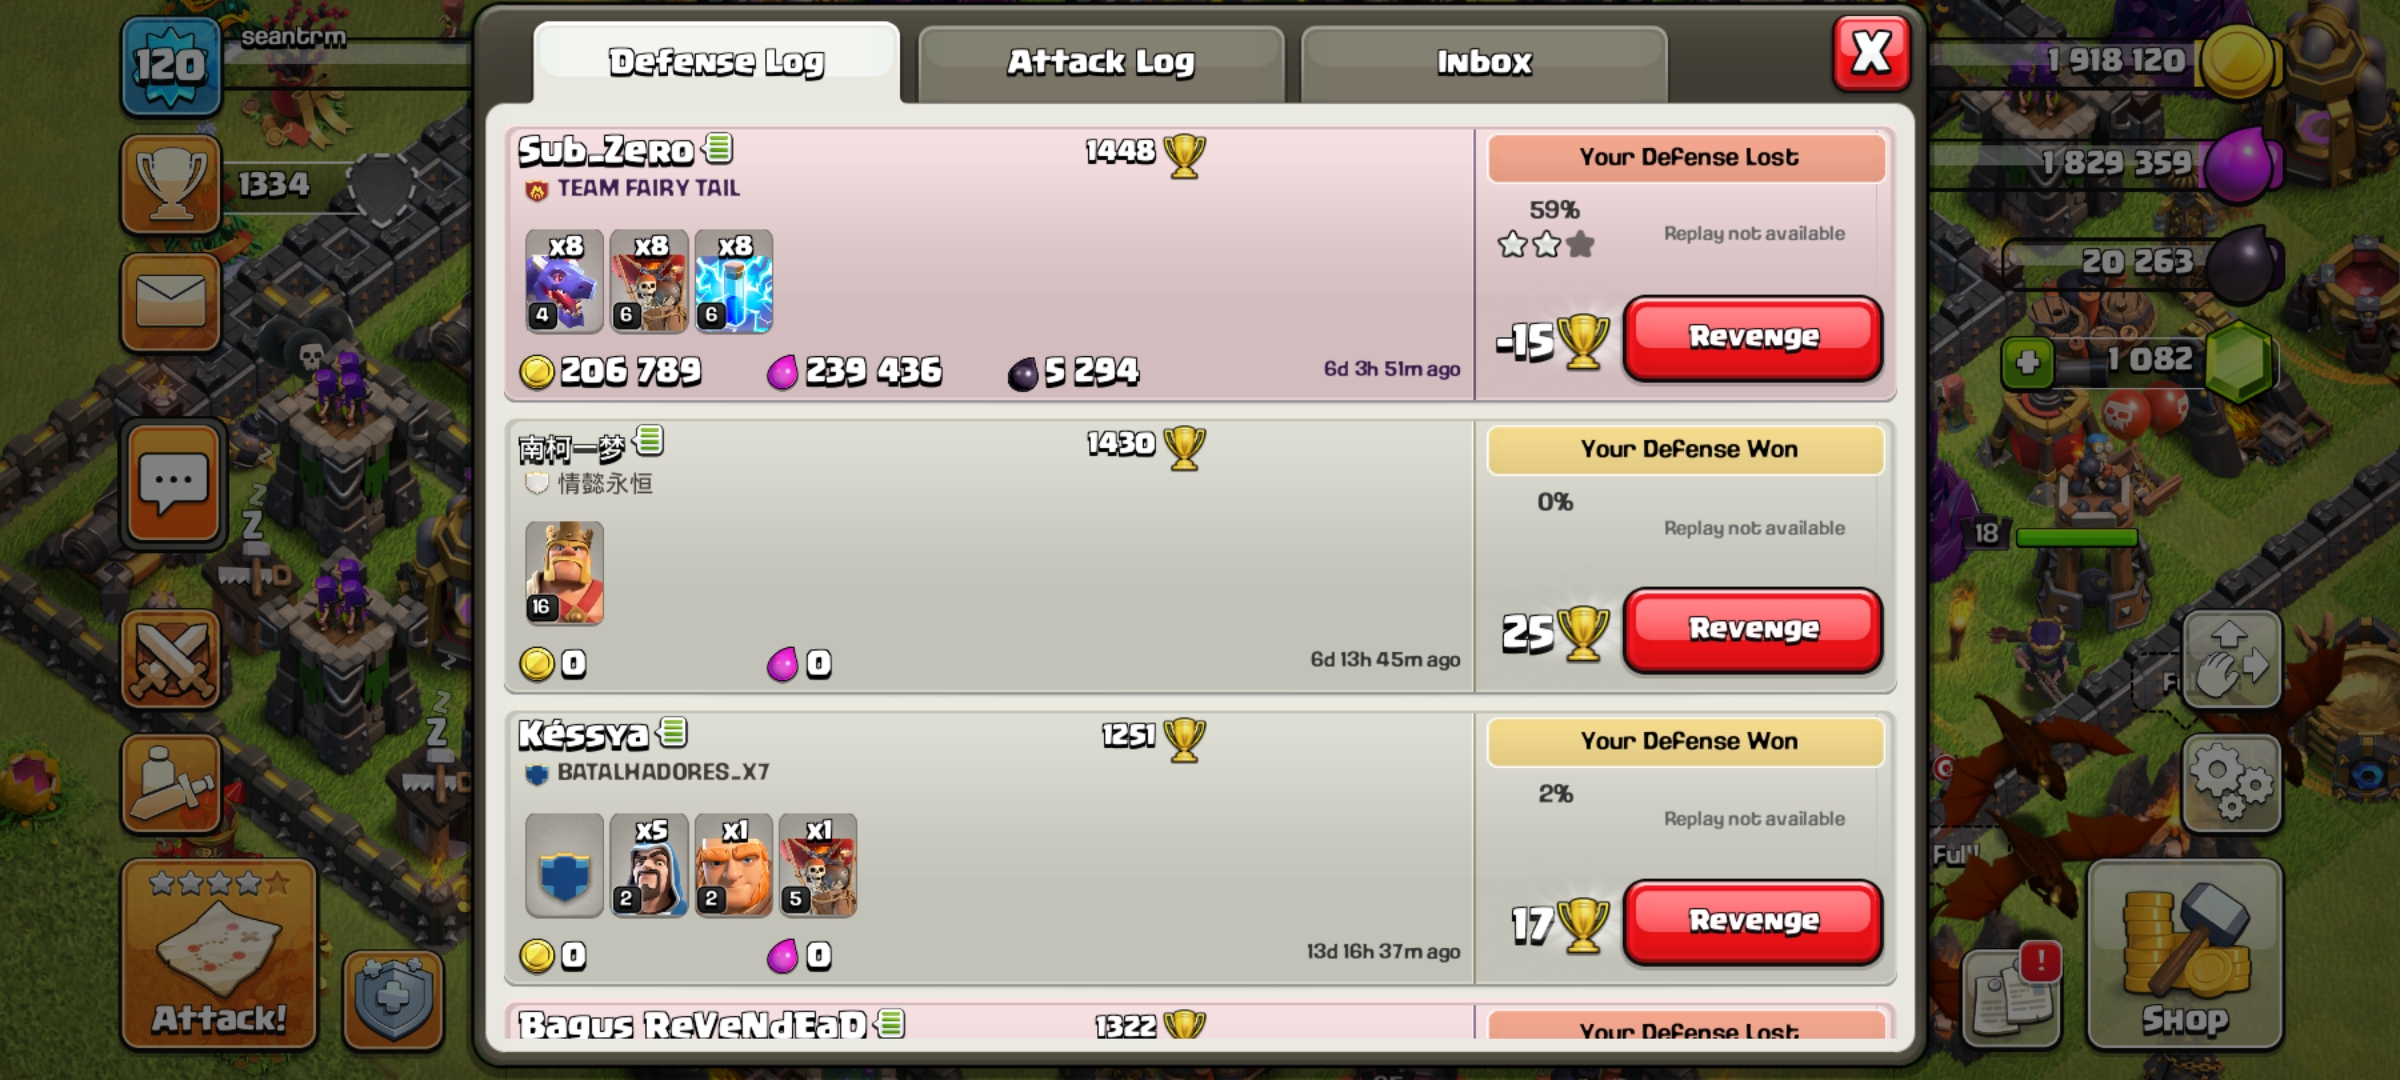 120
seantrm
Defense Log
Attack Log
Inbox
X
1 918 120
1334
1 829 359
20 263
1 082
18
Sub_Zero
1448
TEAM FAIRY TAIL
x8 x8 x8
4 6 6
206 789 239 436 5 294
6d 3h 51m ago
Your Defense Lost
59%
Replay not available
-15
Revenge
南柯一梦
1430
情懿永恒
16
0 0
6d 13h 45m ago
Your Defense Won
0%
Replay not available
25
Revenge
Késsya
1251
BATALHADORES_X7
x5 x1 x1
2 2 5
0 0
13d 16h 37m ago
Your Defense Won
2%
Replay not available
17
Revenge
Bagus ReVeNdEaD
1322
Your Defense Lost
z
Z
z
Z
z
Attack!
Full!
!
Shop